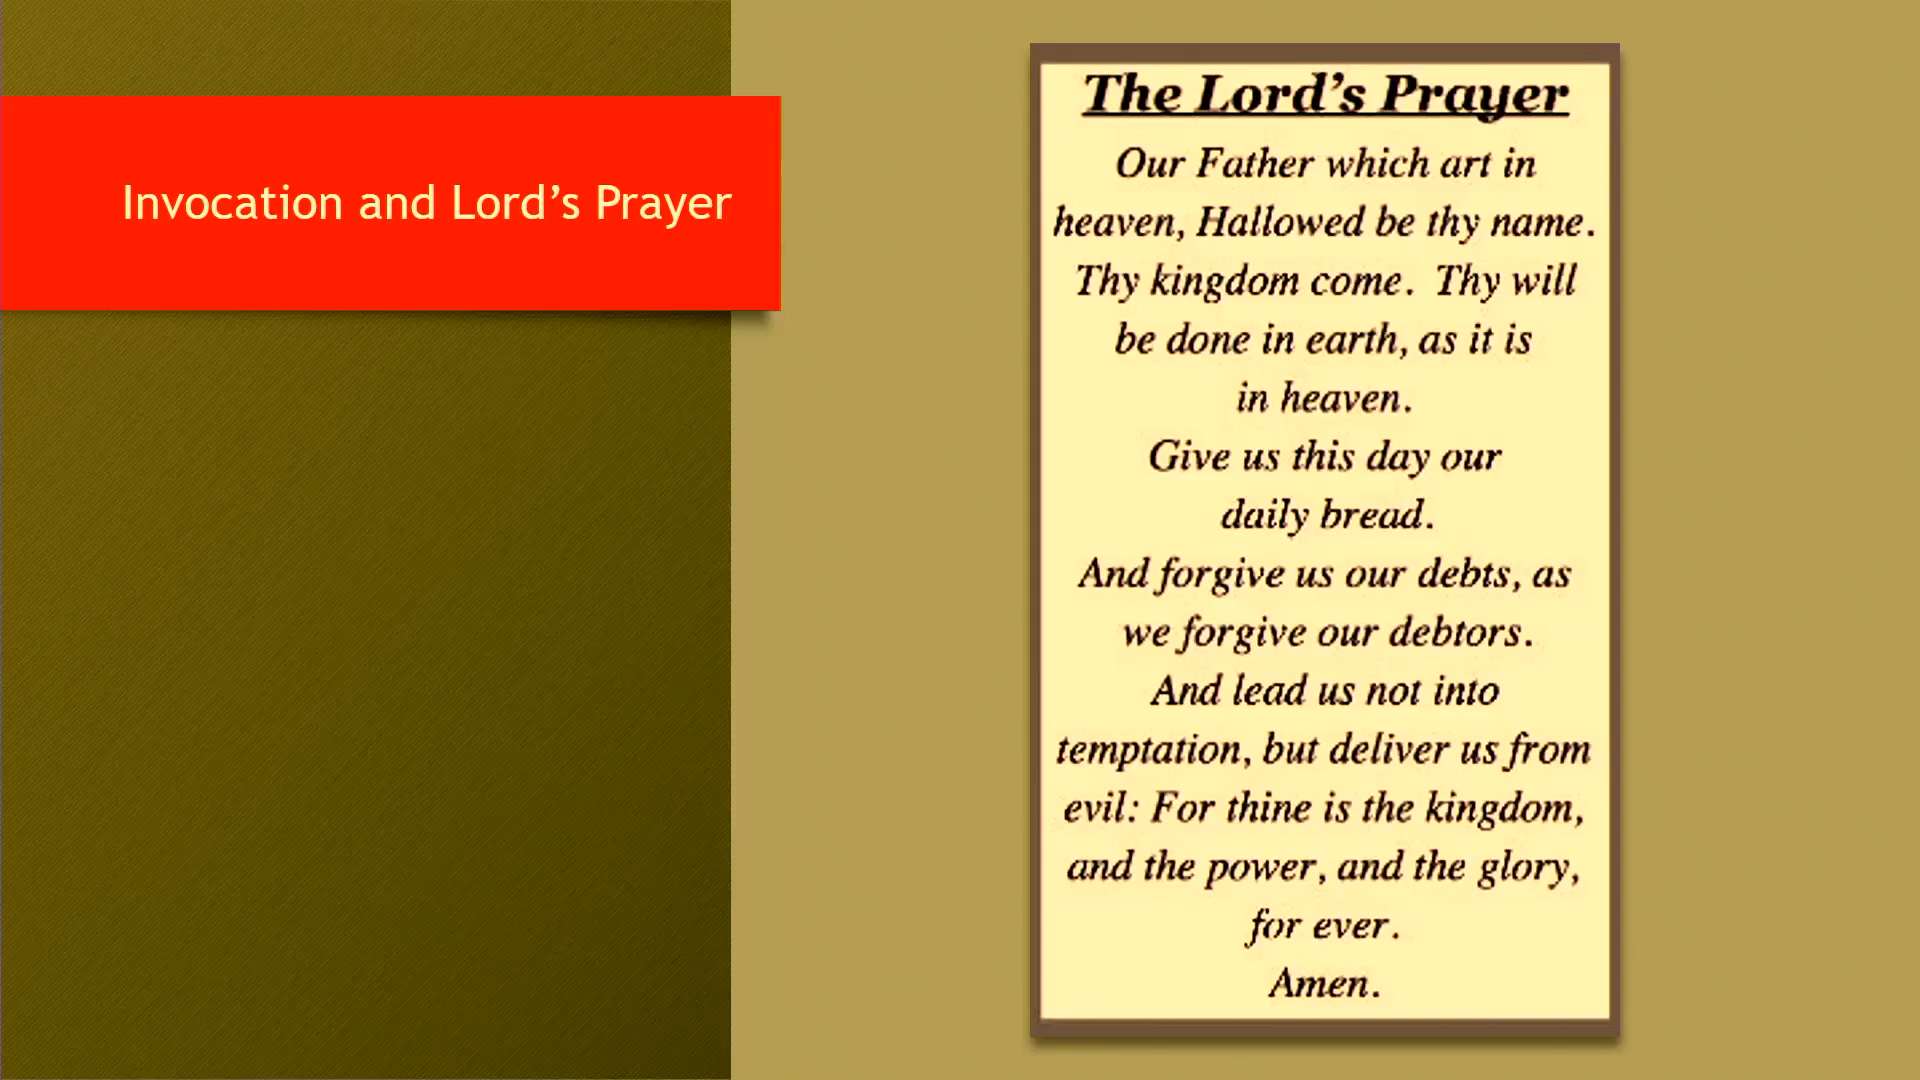 Invocation and Lord’s Prayer
The Lord’s Prayer
Our Father which art in
heaven, Hallowed be thy name.
Thy kingdom come.  Thy will
be done in earth, as it is
in heaven.
Give us this day our
daily bread.
And forgive us our debts, as
we forgive our debtors.
And lead us not into
temptation, but deliver us from
evil: For thine is the kingdom,
and the power, and the glory,
for ever.
Amen.